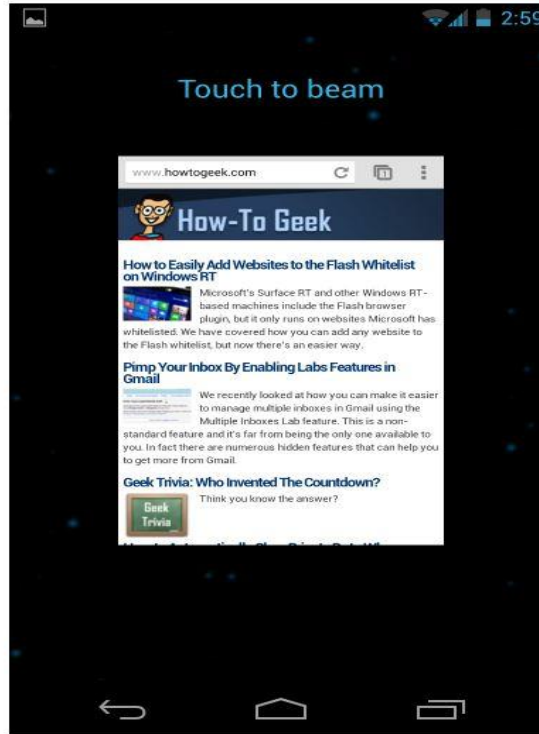 2:59
Touch to beam
www.howtogeek.com
1
How-To Geek
How to Easily Add Websites to the Flash Whitelist
on Windows RT
Microsoft's Surface RT and other Windows RT-
based machines include the Flash browser
plugin, but it only runs on websites Microsoft has
whitelisted. We have covered how you can add any website to
the Flash whitelist, but now there's an easier way.
Pimp Your Inbox By Enabling Labs Features in
Gmail
We recently looked at how you can make it easier
to manage multiple inboxes in Gmail using the
Multiple Inboxes Lab feature. This is a non-
standard feature and it's far from being the only one available to
you. In fact there are numerous hidden features that can help you
to get more from Gmail.
Geek Trivia: Who Invented The Countdown?
Think you know the answer?
Geek
Trivia